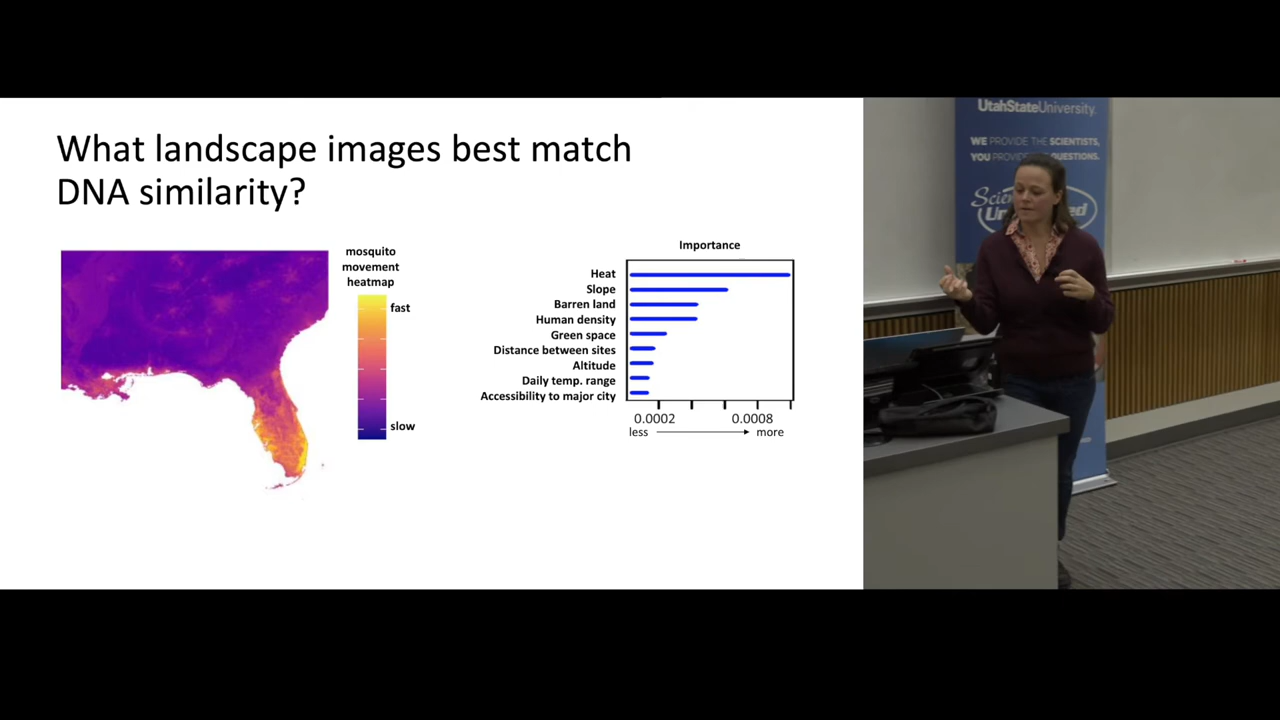 What landscape images best match
DNA similarity?
mosquito
movement
heatmap
fast
slow
Importance
Heat
Slope
Barren land
Human density
Green space
Distance between sites
Altitude
Daily temp. range
Accessibility to major city
0.0002 0.0008
less more
UtahStateUniversity
WE PROVIDE THE SCIENTISTS,
YOU PROVIDE THE QUESTIONS.